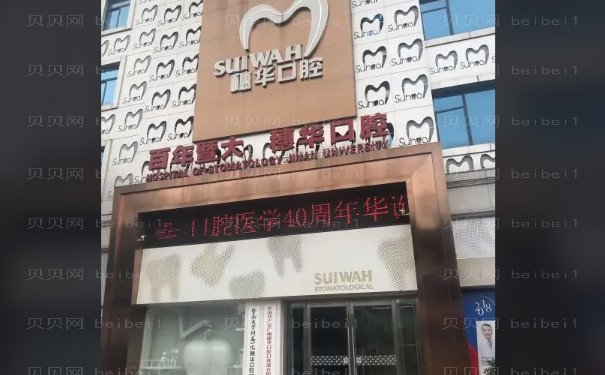 SUIWAH
穗华口腔
百年暨大 穗华口腔
HOSPITAL OF STOMATOLOGY JINAN UNIVERSITY
口腔医学40周年华
SUIWAH
STOMATOLOGICAL
贝贝网 beibei1